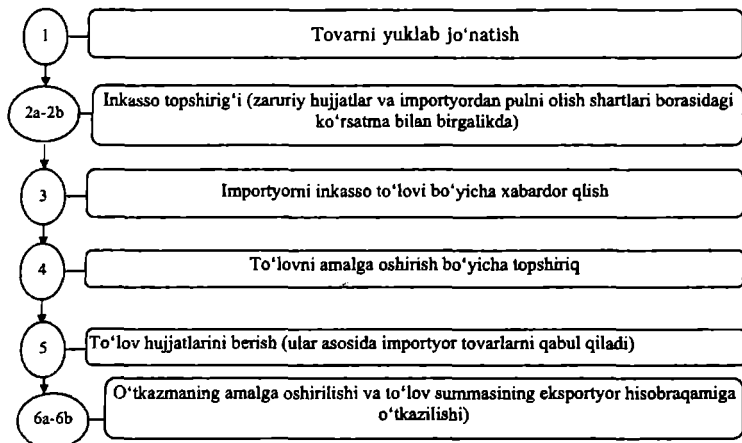 1
Tovarni yuklab jo‘natish
2a-2b
Inkasso topshirig‘i (zaruriy hujjatlar va importyordan pulni olish shartlari borasidagi
ko‘rsatma bilan birgalikda)
3
Importyorni inkasso to‘lovi bo‘yicha xabardor qlish
4
To‘lovni amalga oshirish bo‘yicha topshiriq
5
To‘lov hujjatlarini berish (ular asosida importyor tovarlarni qabul qiladi)
6a-6b
O‘tkazmaning amalga oshirilishi va to‘lov summasining eksportyor hisobraqamiga
o‘tkazilishi)